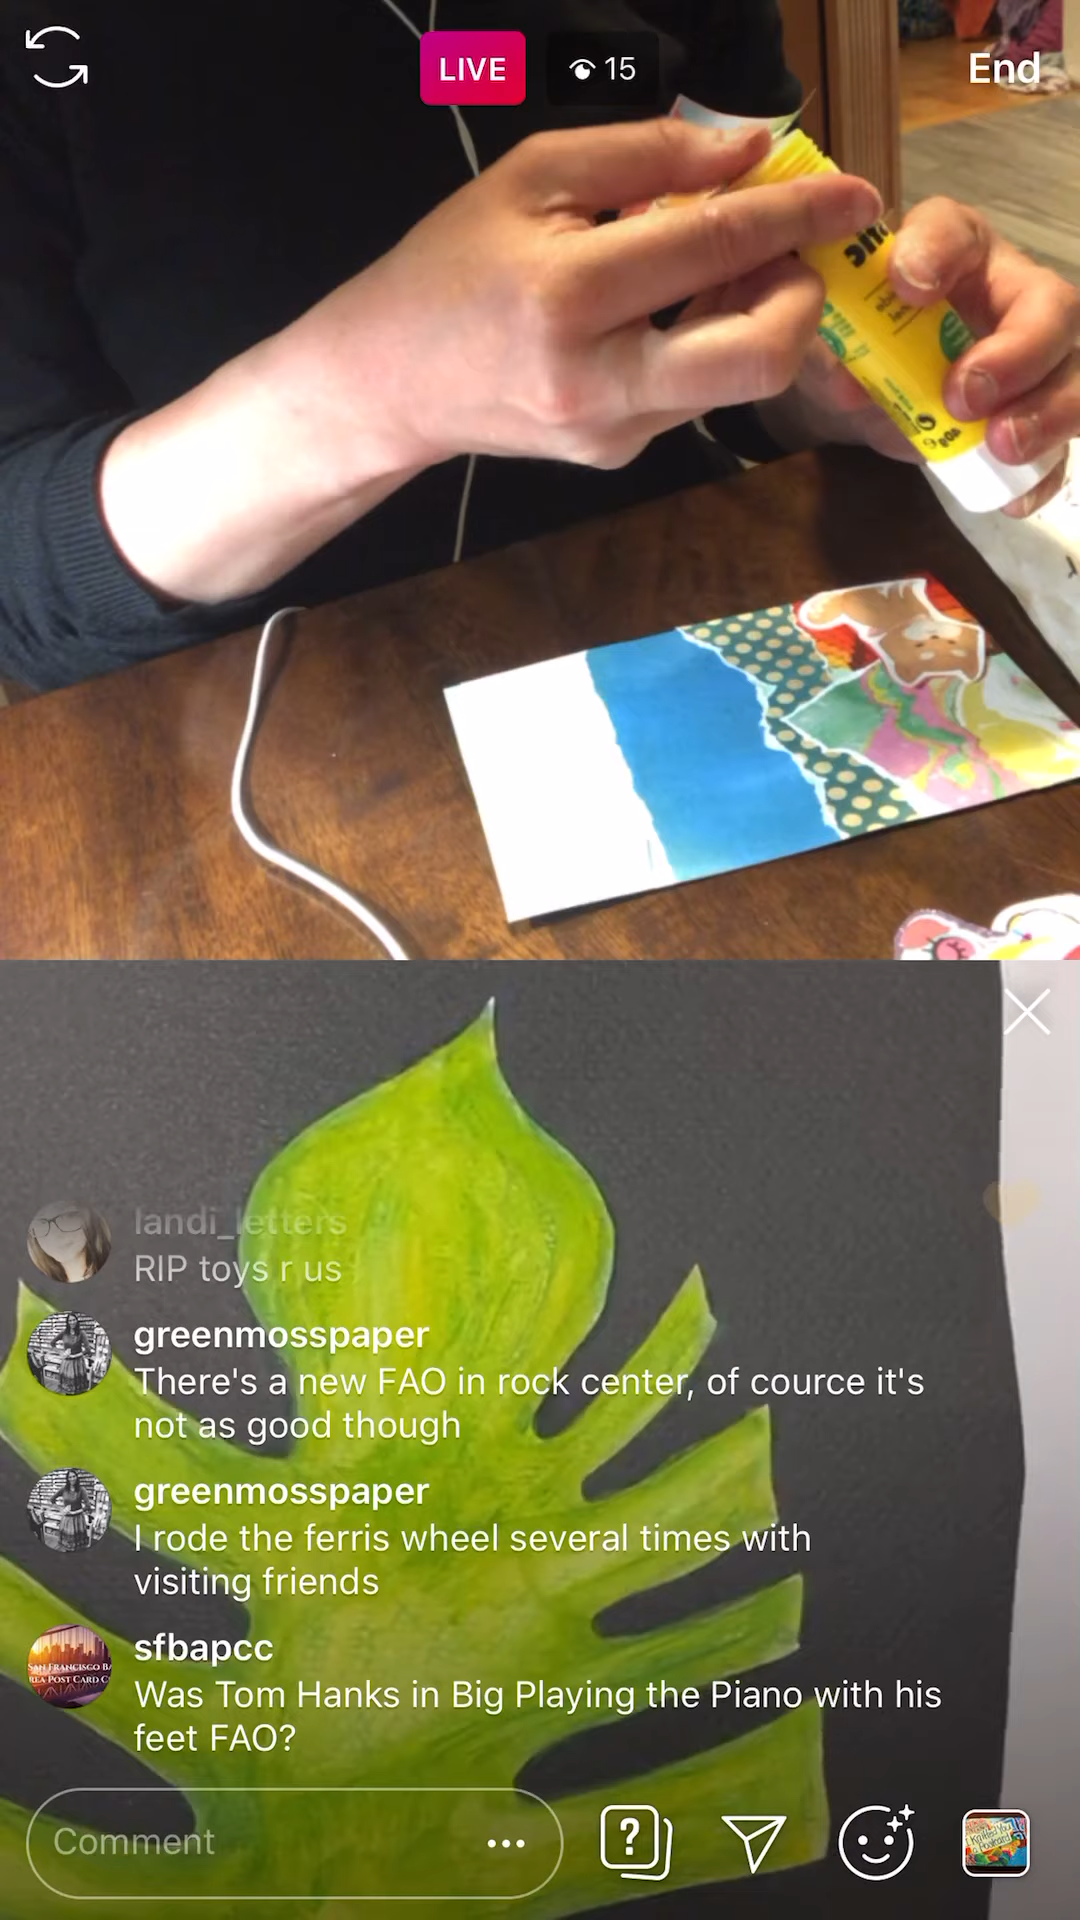 LIVE
15
End
landi_letters
RIP toys r us
greenmosspaper
There's a new FAO in rock center, of cource it's
not as good though
greenmosspaper
I rode the ferris wheel several times with
visiting friends
sfbapcc
Was Tom Hanks in Big Playing the Piano with his
feet FAO?
Comment